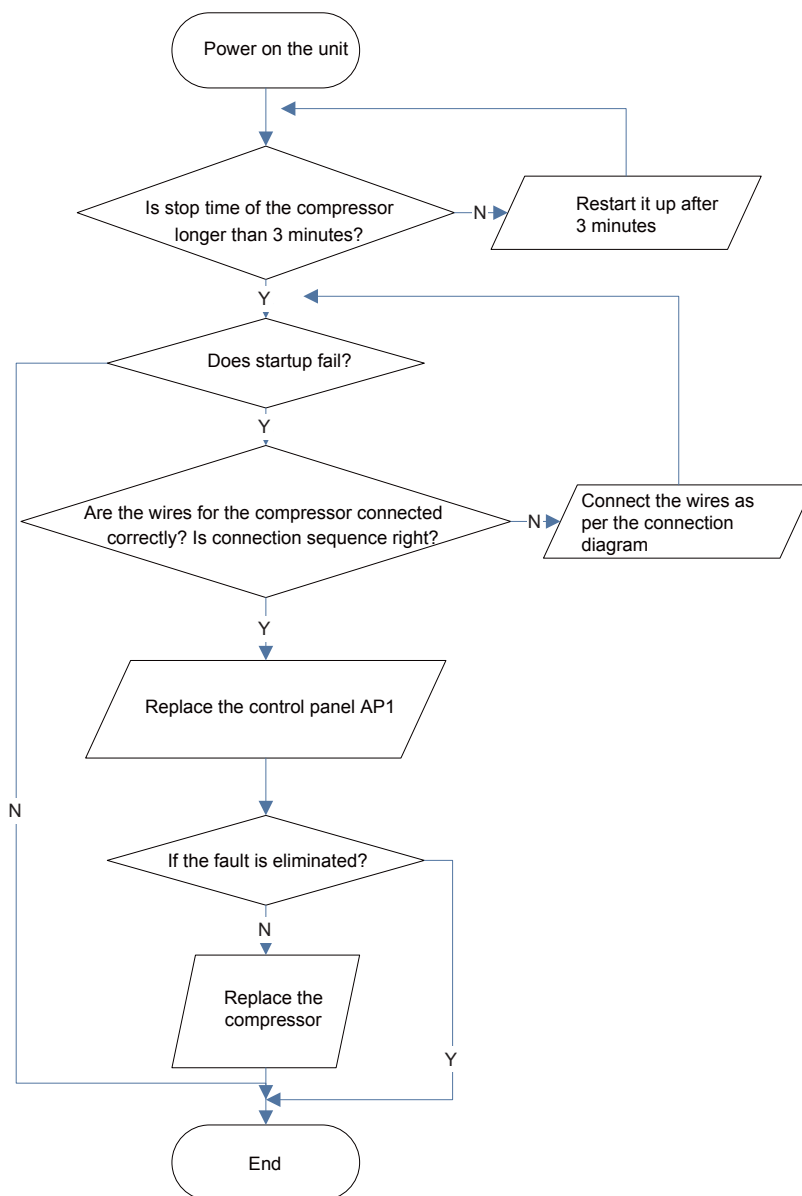 Power on the unit
Is stop time of the compressor
longer than 3 minutes?
N
Restart it up after
3 minutes
Y
Does startup fail?
Y
Are the wires for the compressor connected
correctly? Is connection sequence right?
N
Connect the wires as
per the connection
diagram
Y
Replace the control panel AP1
N
If the fault is eliminated?
N
Replace the
compressor
Y
End